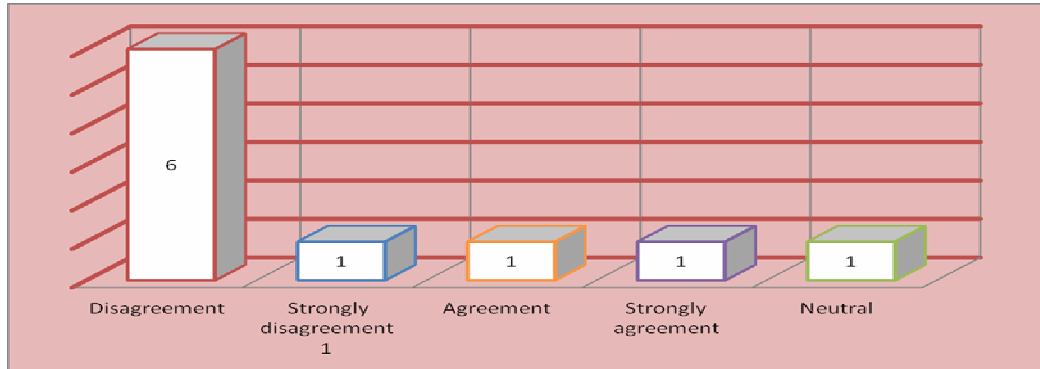 6
1
1
1
1
Disagreement
Strongly
disagreement
1
Agreement
Strongly
agreement
Neutral